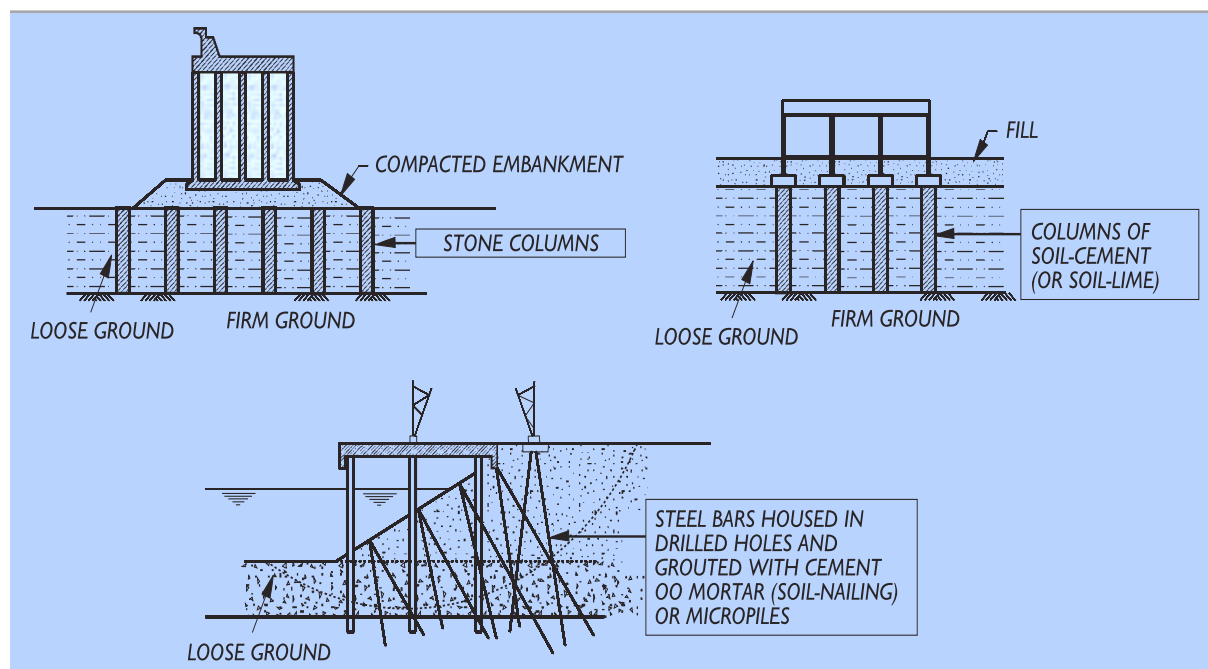 COMPACTED EMBANKMENT
STONE COLUMNS
LOOSE GROUND
FIRM GROUND
FILL
COLUMNS OF
SOIL-CEMENT
(OR SOIL-LIME)
LOOSE GROUND
FIRM GROUND
STEEL BARS HOUSED IN
DRILLED HOLES AND
GROUTED WITH CEMENT
OO MORTAR (SOIL-NAILING)
OR MICROPILES
LOOSE GROUND